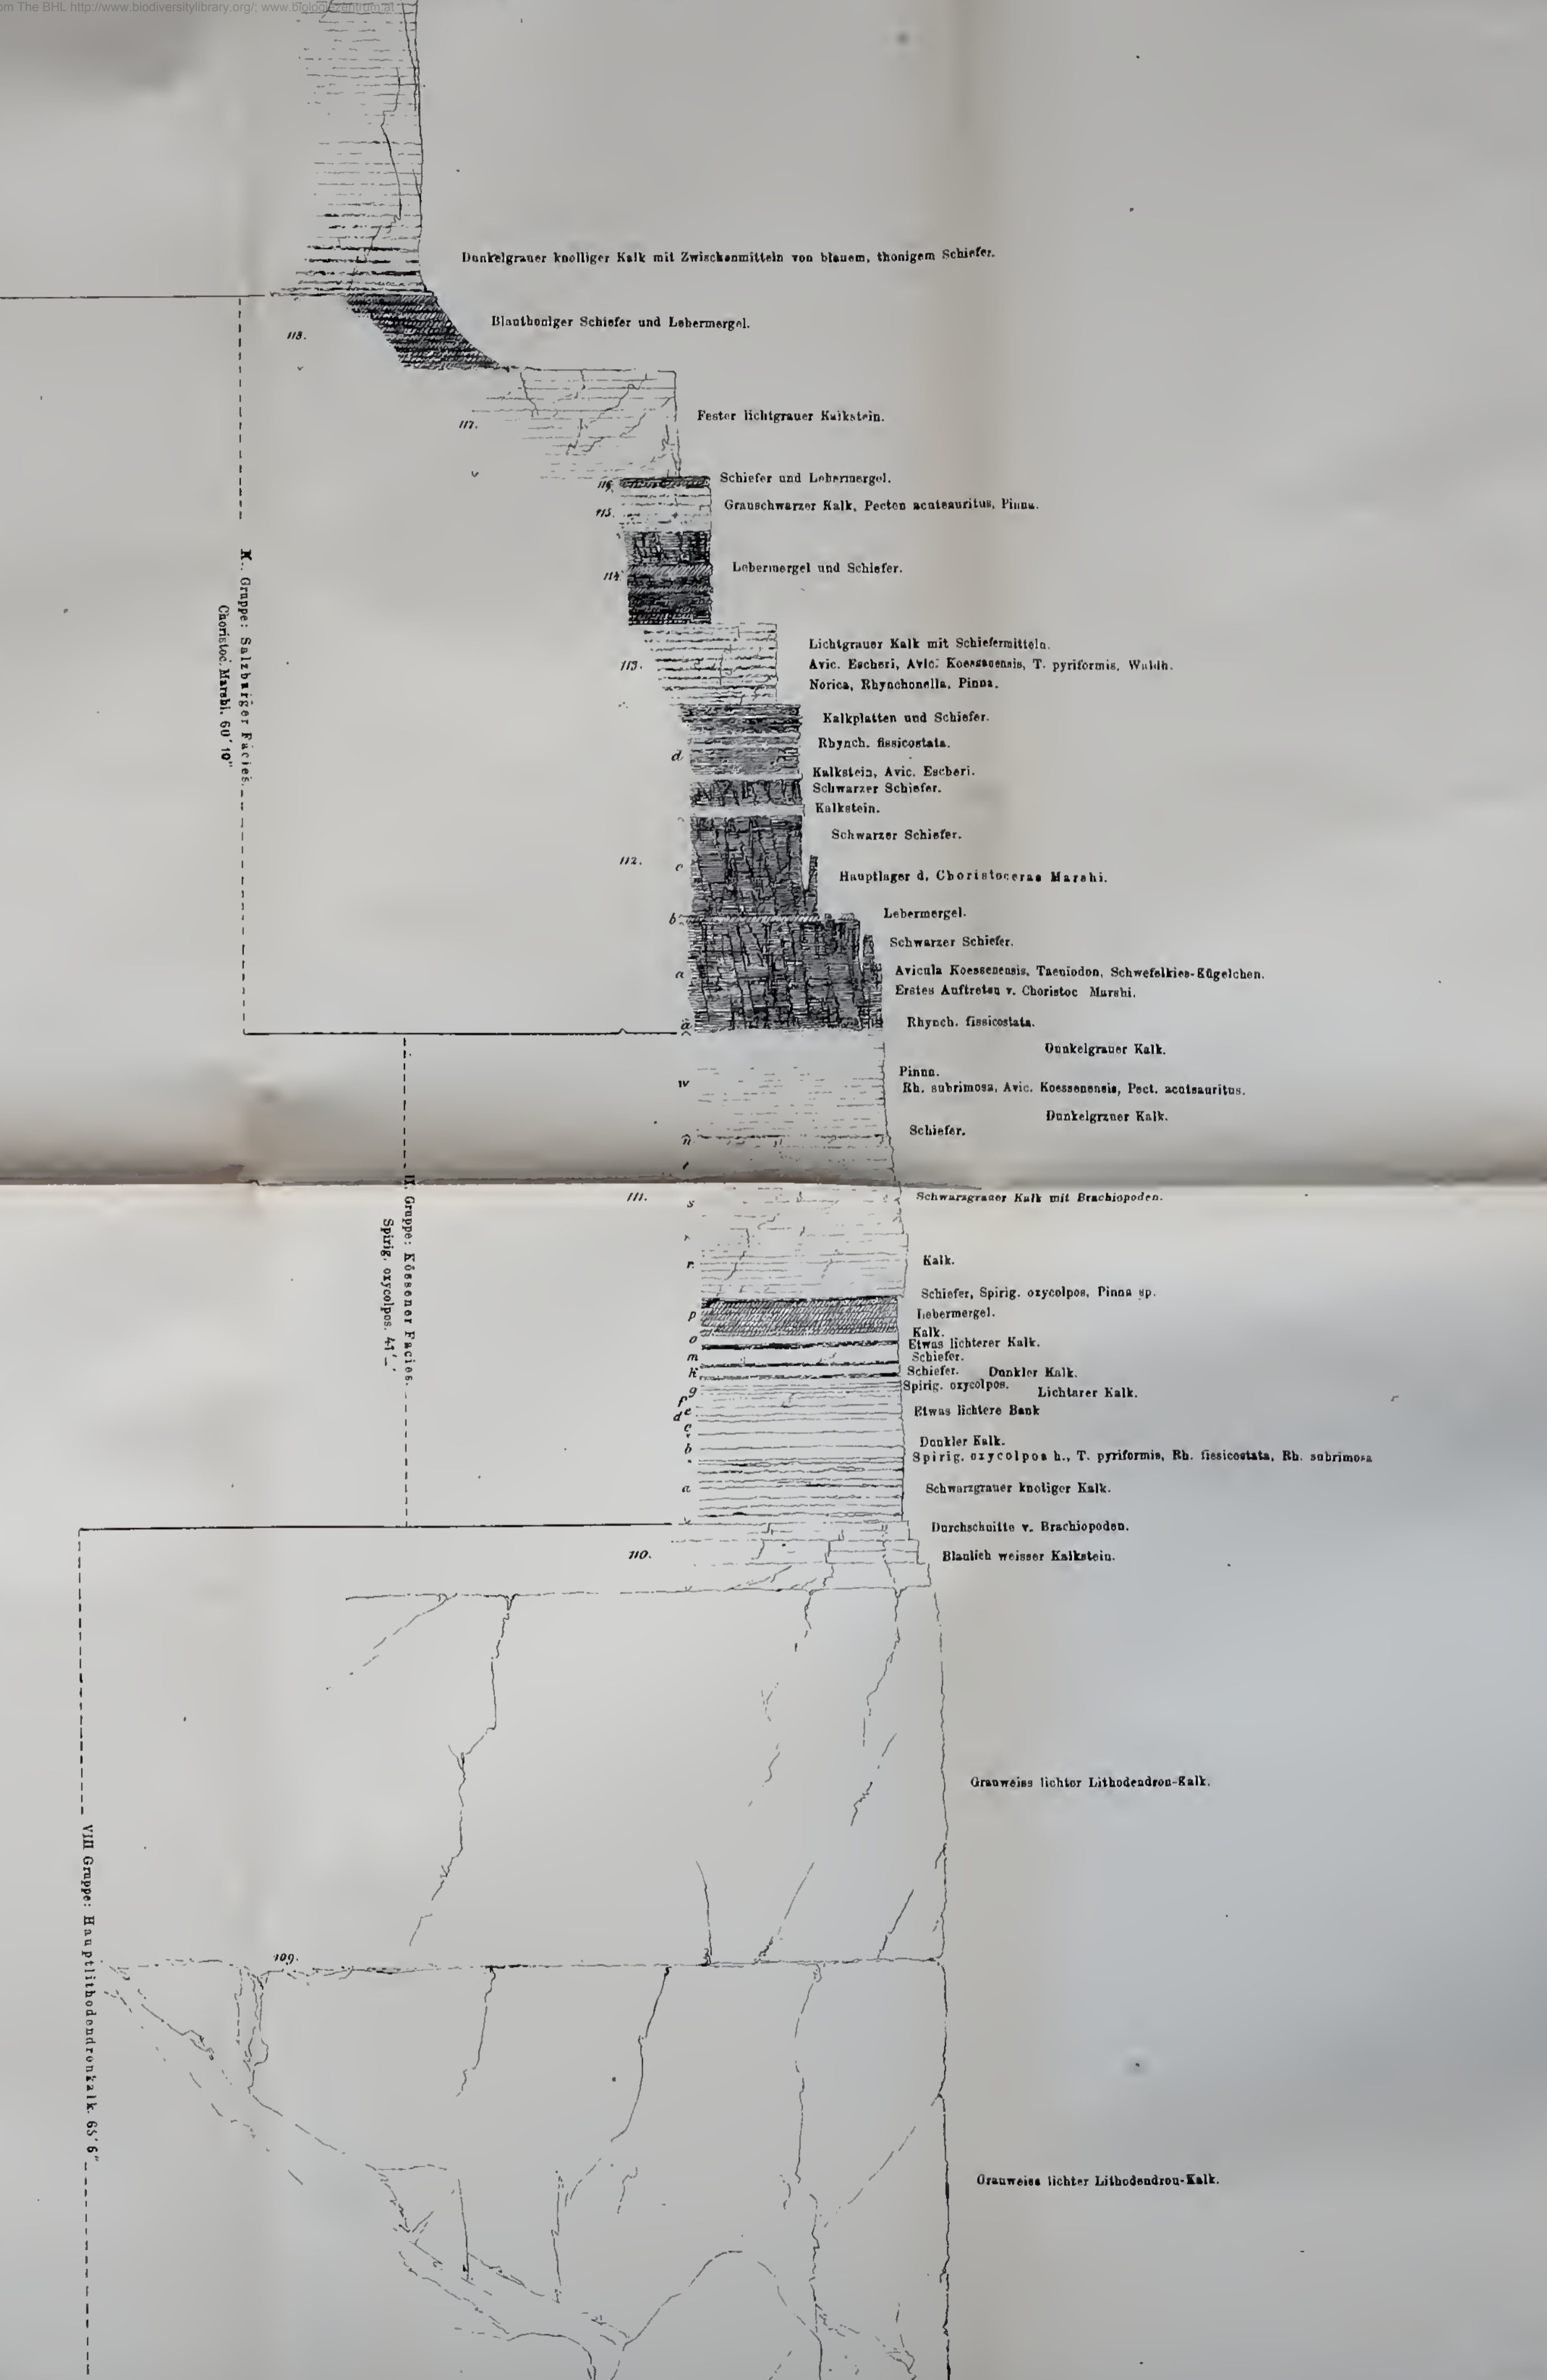 om The BHL http://www.biodiversitylibrary.org/; www.biologiezentrum.at
Dunkelgrauer knolliger Kalk mit Zwischenmitteln von blauem, thonigem Schiefer.
118.
Blauthoniger Schiefer und Lebermergel.
117.
Fester lichtgrauer Kalkstein.
116.
Schiefer und Lebermergel.
115.
Grauschwarzer Kalk, Pecten acuteauritus, Pinna.
114.
Lebermergel und Schiefer.
113.
Lichtgrauer Kalk mit Schiefermitteln.
Avic. Escheri, Avic. Koessenensis, T. pyriformis, Waldh.
Norica, Rhynchonella, Pinna.
Gruppe: Salzburger Facies.
Choristoc. Marshi. 60' 10"
Kalkplatten und Schiefer.
d
Rhynch. fissicostata.
Kalkstein, Avic. Escheri.
Schwarzer Schiefer.
Kalkstein.
Schwarzer Schiefer.
112.
c
Hauptlager d. Choristoceras Marshi.
b
Lebermergel.
Schwarzer Schiefer.
a
Avicula Koessenensis, Taeniodon, Schwefelkies-Kügelchen.
Erstes Auftreten v. Choristoc Marshi.
Rhynch. fissicostata.
Dunkelgrauer Kalk.
Pinna.
w
Rh. subrimosa, Avic. Koessenensis, Pect. acuteauritus.
Dunkelgrauer Kalk.
Schiefer.
111.
s
Schwarzgrauer Kalk mit Brachiopoden.
Gruppe: Kössener Facies.
Spirig. oxycolpos. 41'
r.
Kalk.
Schiefer, Spirig. oxycolpos, Pinna sp.
p
Lebermergel.
o
Kalk.
Etwas lichterer Kalk.
m
Schiefer.
k
Schiefer. Dunkler Kalk.
g
Spirig. oxycolpos. Lichterer Kalk.
f
e
d
Etwas lichtere Bank
c
Dunkler Kalk.
b
Spirig. oxycolpos h., T. pyriformis, Rh. fissicostata, Rh. subrimosa
a
Schwarzgrauer knolliger Kalk.
Durchschnitte v. Brachiopoden.
110.
Blaulich weisser Kalkstein.
Grauweiss lichter Lithodendron-Kalk.
VIII Gruppe: Hauptlithodendronkalk. 65' 6"
109.
Grauweiss lichter Lithodendron-Kalk.